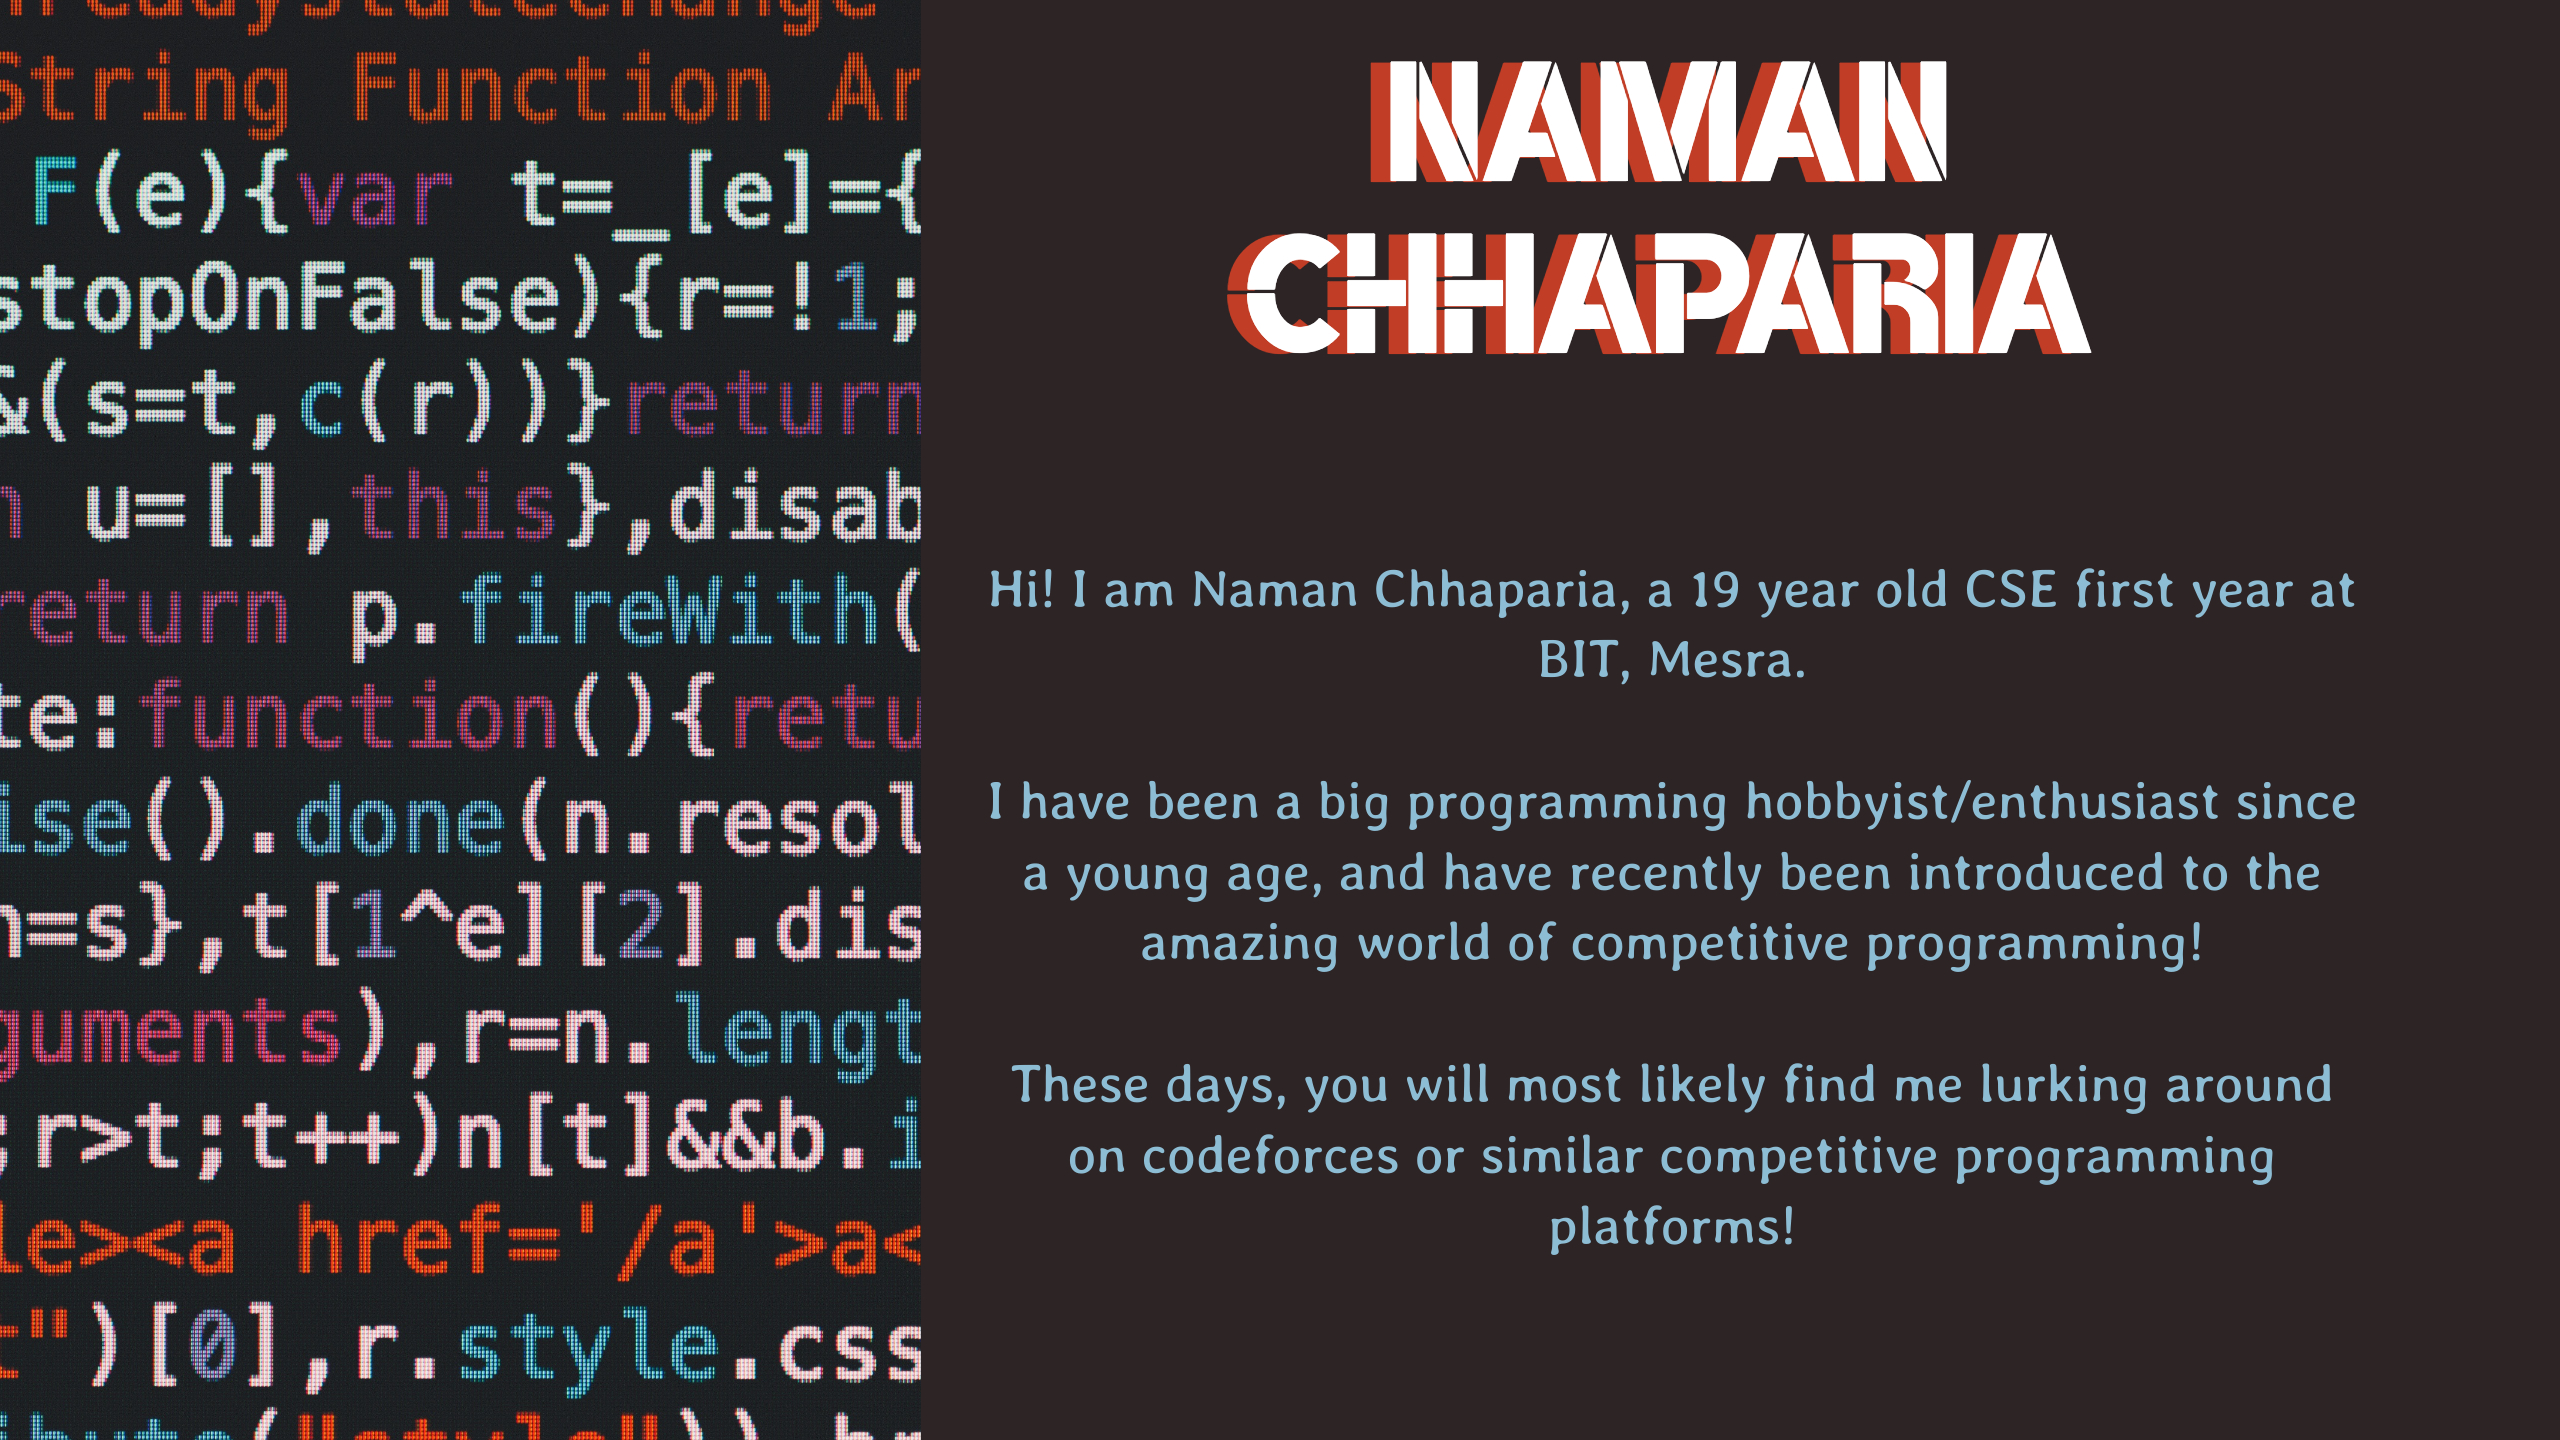 String Function Ar
F(e){var t=_[e]={
stopOnFalse){r=!1;
&(s=t,c(r))}return
n u=[],this},disab
return p.fireWith(
te:function(){retu
ise().done(n.resol
n=s},t[1^e][2].dis
guments),r=n.lengt
;r>t;t++)n[t]&&b.i
le><a href='/a'>a<
t")[0],r.style.css
NAMAN
CHHAPARIA
Hi! I am Naman Chhaparia, a 19 year old CSE first year at
BIT, Mesra.
I have been a big programming hobbyist/enthusiast since
a young age, and have recently been introduced to the
amazing world of competitive programming!
These days, you will most likely find me lurking around
on codeforces or similar competitive programming
platforms!